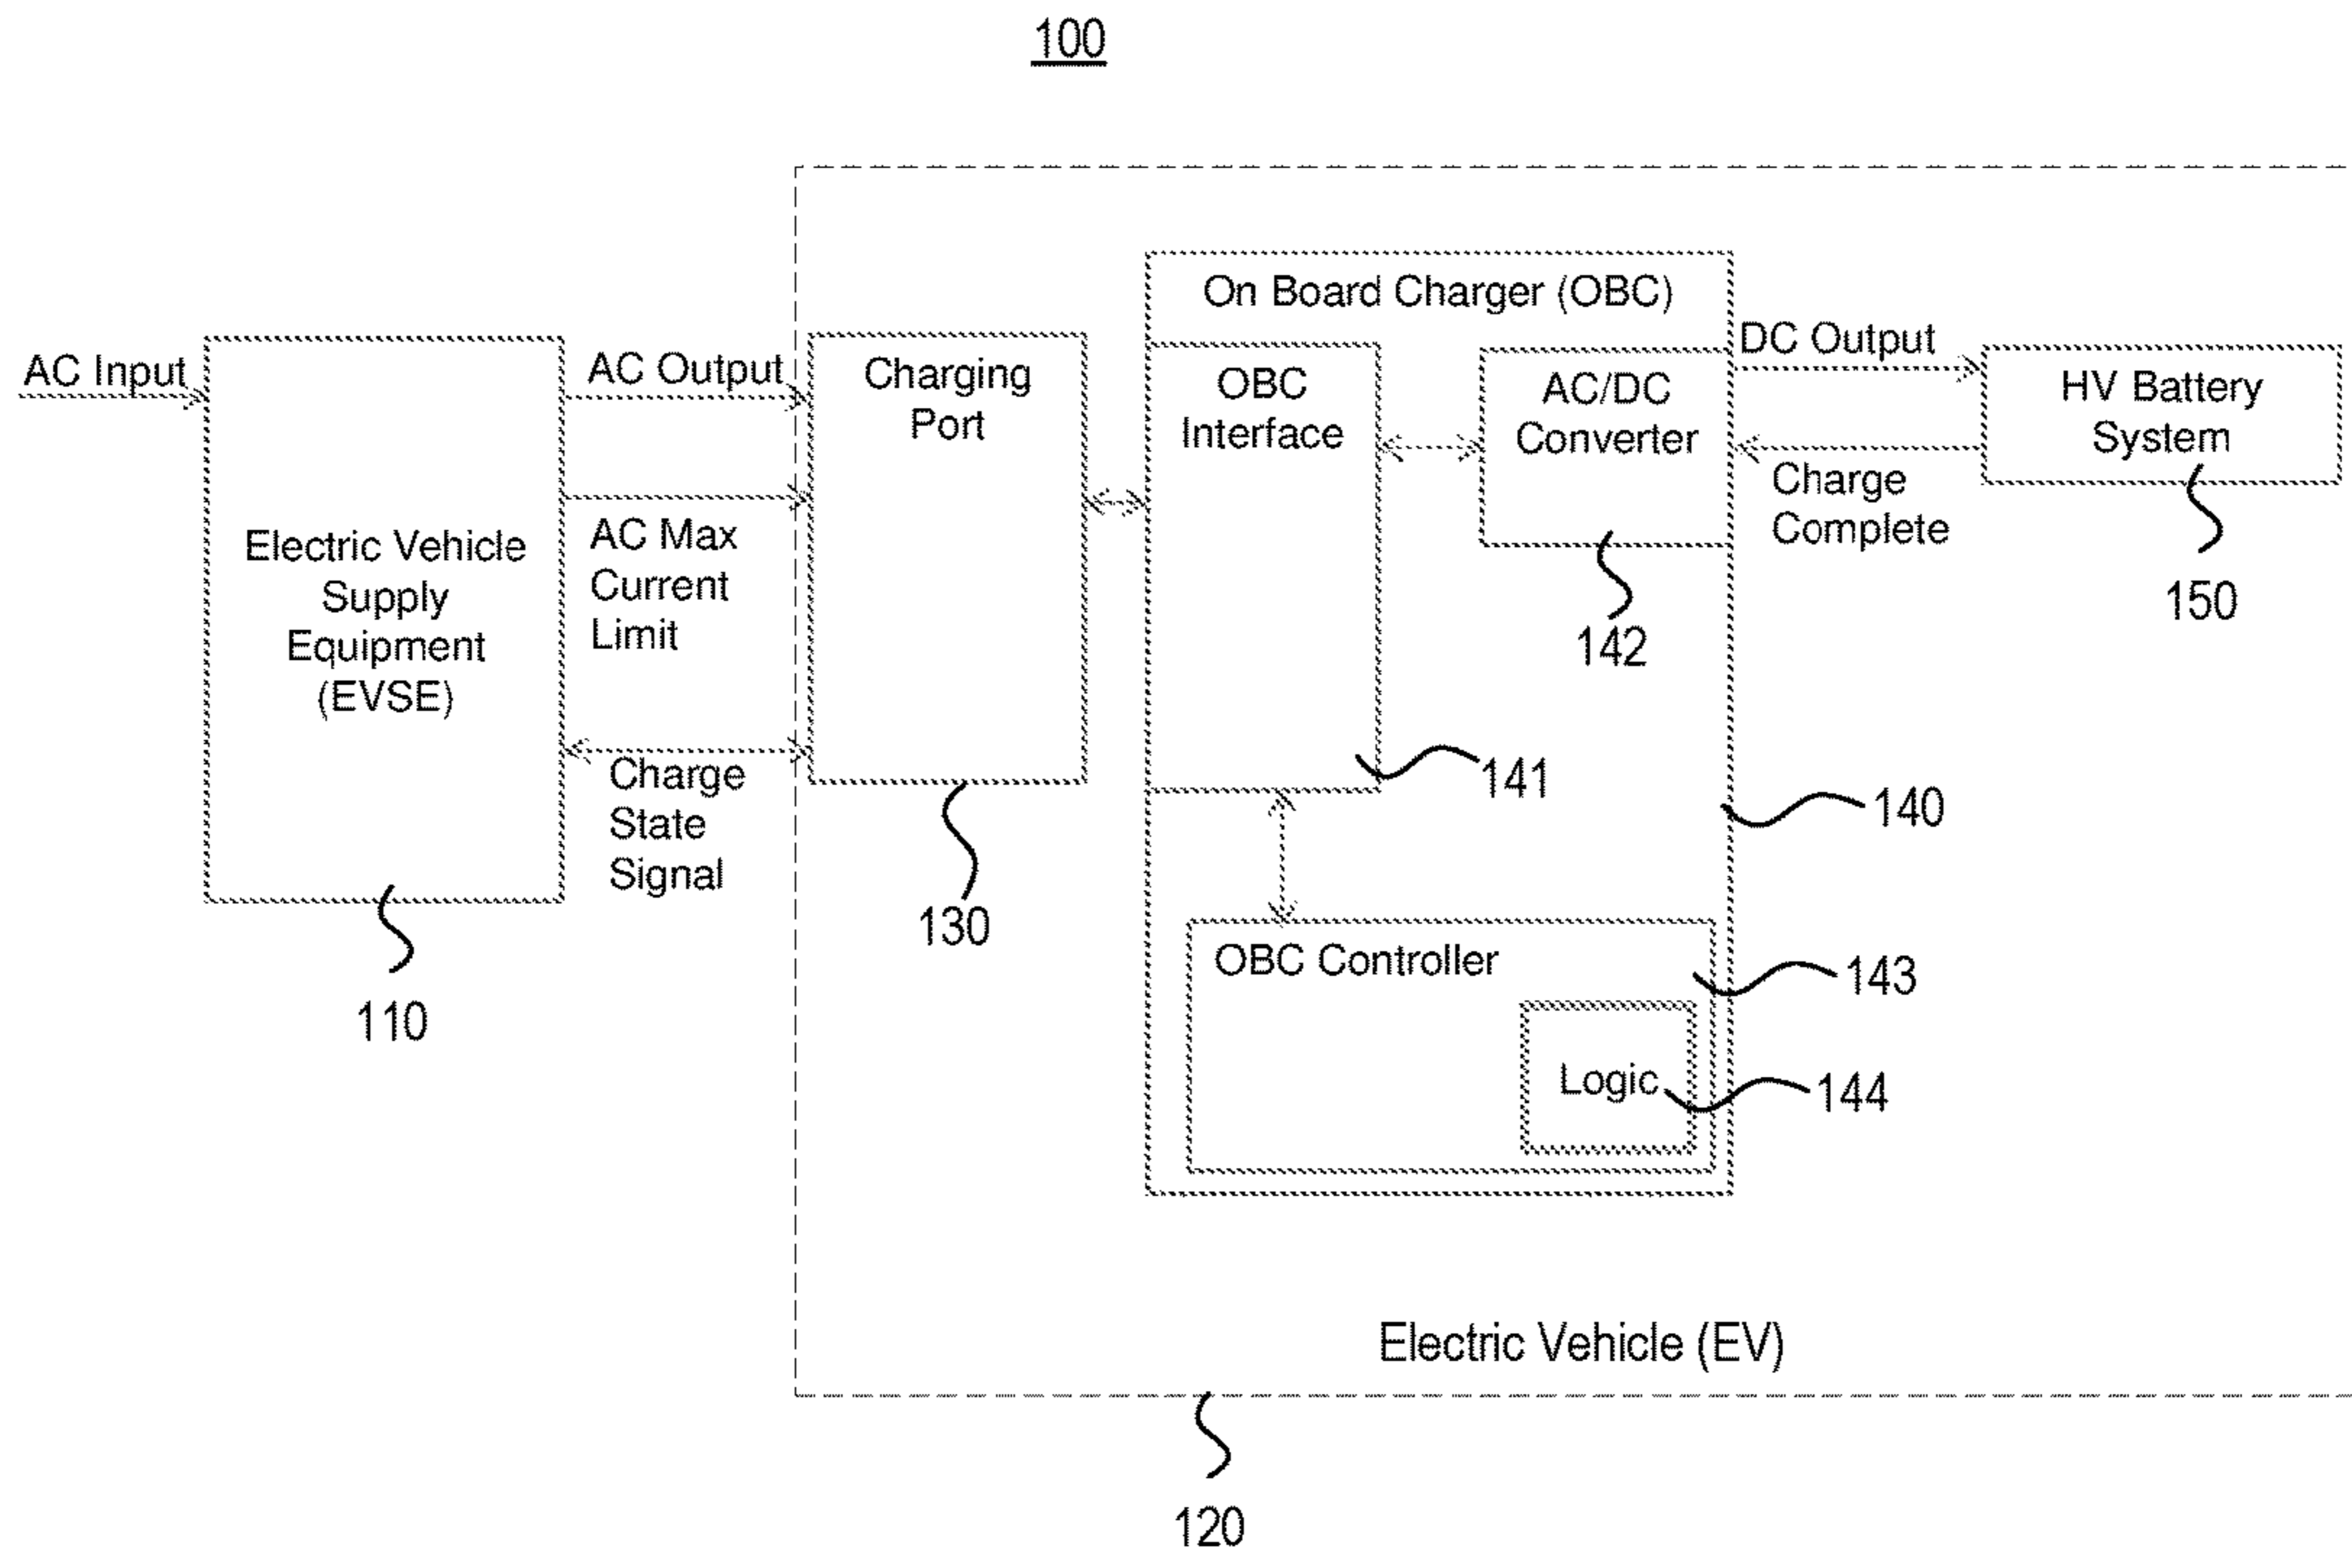 100
AC Input
Electric Vehicle
Supply
Equipment
(EVSE)
110
AC Output
AC Max
Current
Limit
Charge
State
Signal
Charging
Port
130
On Board Charger (OBC)
OBC
Interface
141
AC/DC
Converter
142
140
OBC Controller
143
Logic
144
DC Output
Charge
Complete
HV Battery
System
150
Electric Vehicle (EV)
120